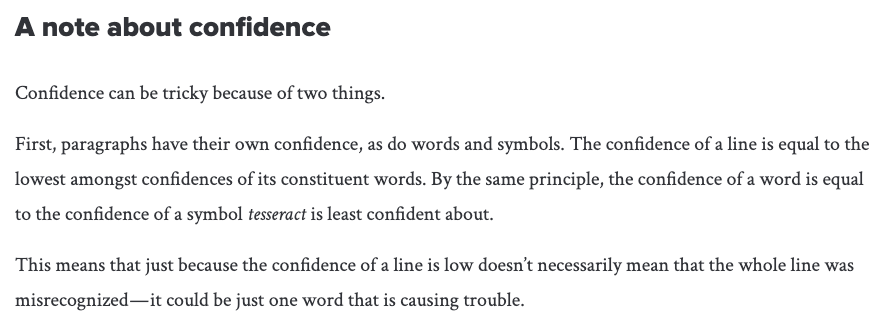 A note about confidence
Confidence can be tricky because of two things.
First, paragraphs have their own confidence, as do words and symbols. The confidence of a line is equal to the
lowest amongst confidences of its constituent words. By the same principle, the confidence of a word is equal
to the confidence of a symbol tesseract is least confident about.
This means that just because the confidence of a line is low doesn’t necessarily mean that the whole line was
misrecognized—it could be just one word that is causing trouble.